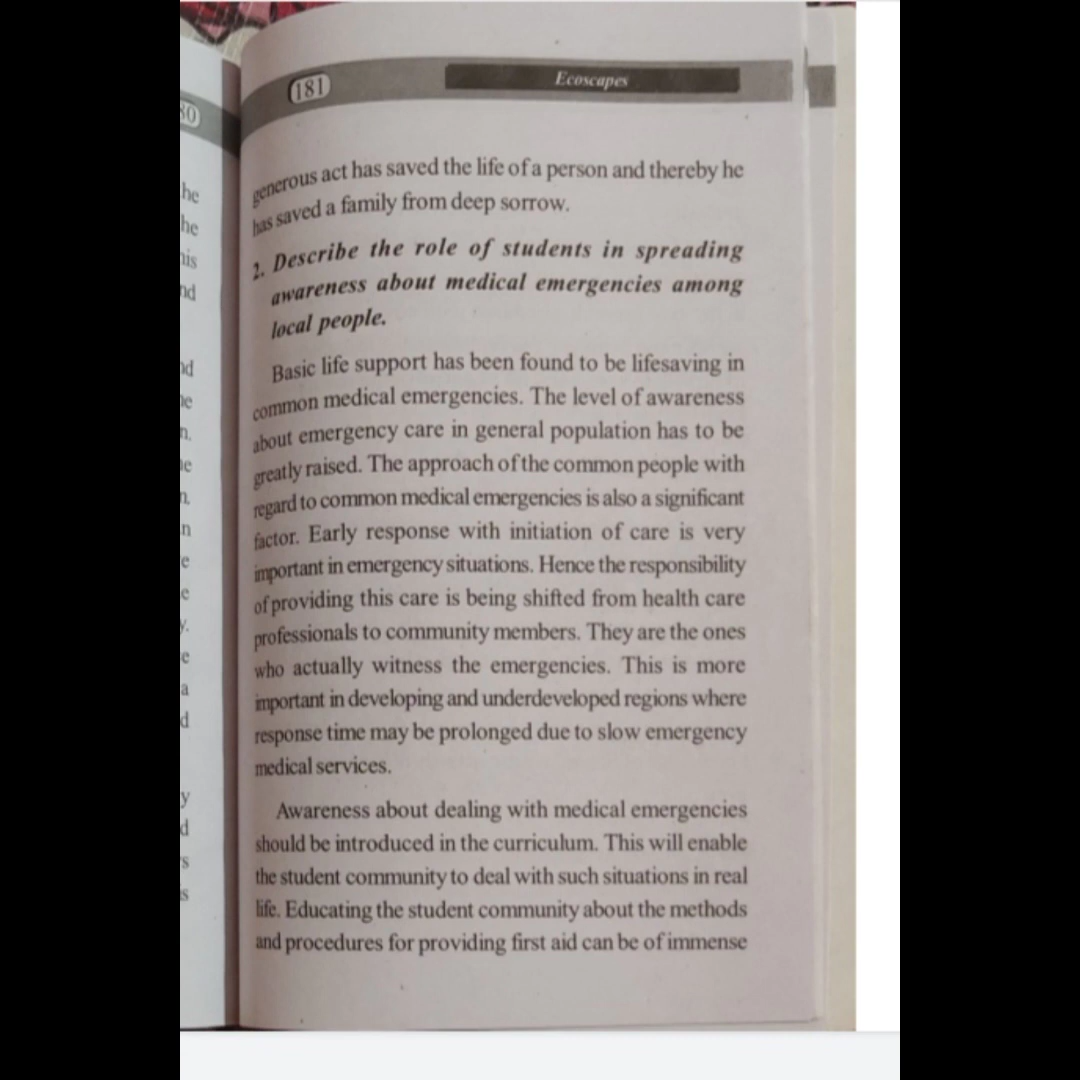 181
Ecoscapes
generous act has saved the life of a person and thereby he
has saved a family from deep sorrow.
2. Describe the role of students in spreading
awareness about medical emergencies among
local people.
Basic life support has been found to be lifesaving in
common medical emergencies. The level of awareness
about emergency care in general population has to be
greatly raised. The approach of the common people with
regard to common medical emergencies is also a significant
factor. Early response with initiation of care is very
important in emergency situations. Hence the responsibility
of providing this care is being shifted from health care
professionals to community members. They are the ones
who actually witness the emergencies. This is more
important in developing and underdeveloped regions where
response time may be prolonged due to slow emergency
medical services.
Awareness about dealing with medical emergencies
should be introduced in the curriculum. This will enable
the student community to deal with such situations in real
life. Educating the student community about the methods
and procedures for providing first aid can be of immense